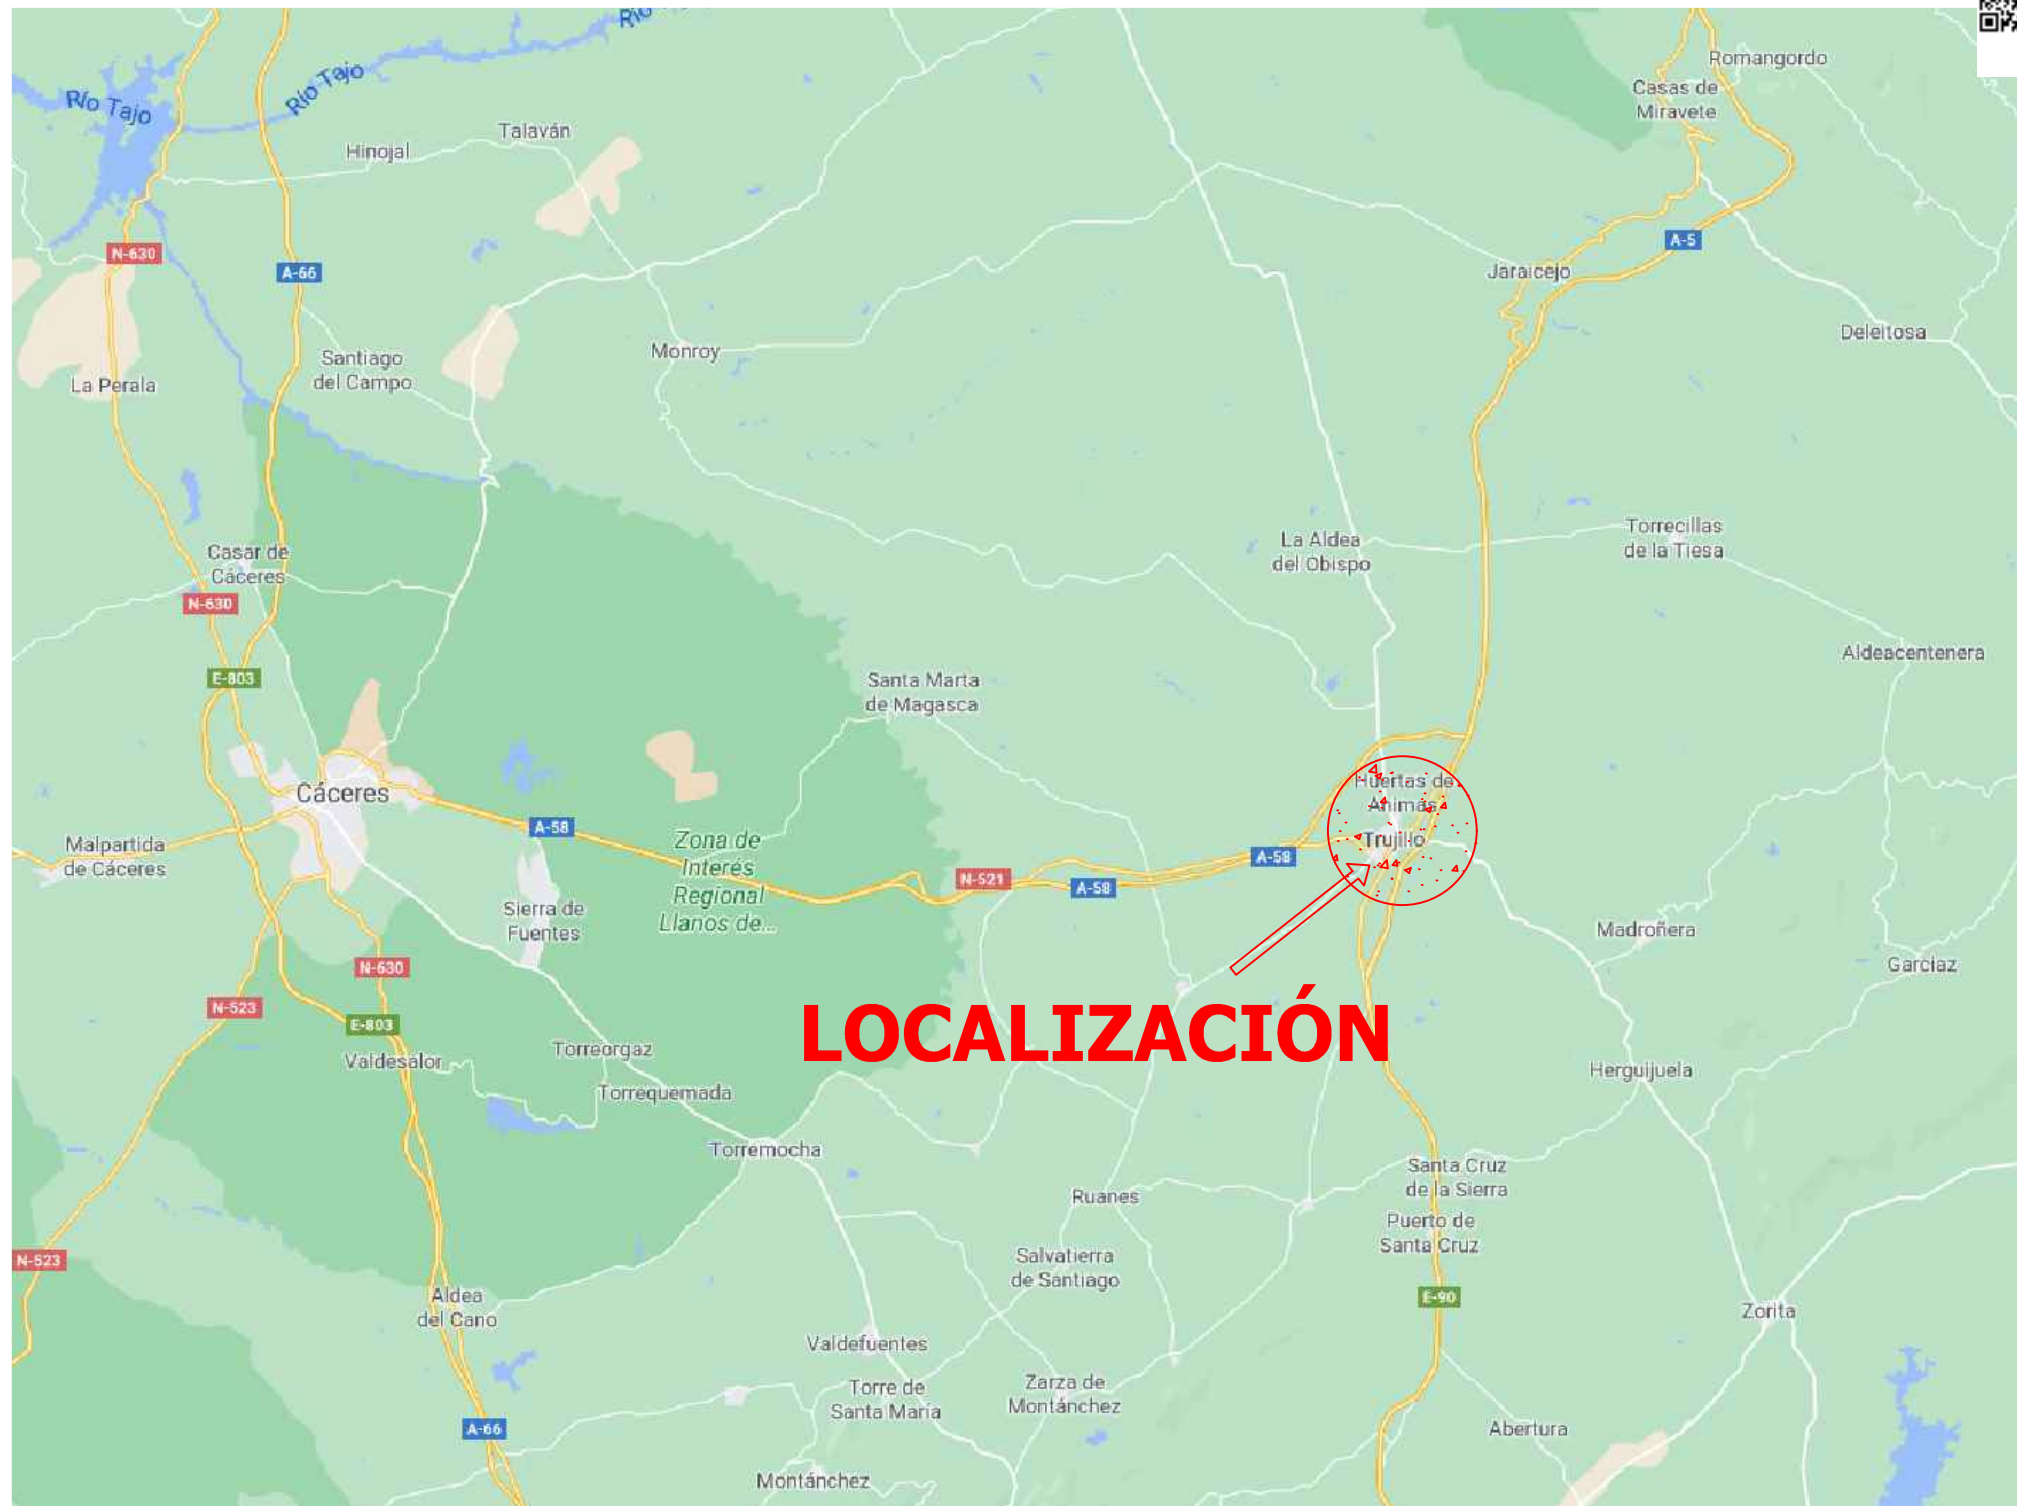 Río Tajo
Romangordo
Río Tajo
Río Tajo
Casas de
Miravete
Talaván
Hinojal
N-630
A-66
A-5
Jaraicejo
Deleitosa
Santiago
del Campo
Monroy
La Perala
Torrecillas
de la Tiesa
La Aldea
del Obispo
Casar de
Cáceres
N-630
Aldeacentenera
E-803
Santa Marta
de Magasca
Huertas de
Ánimas
Trujillo
Cáceres
A-58
Malpartida
de Cáceres
Zona de
Interés
Regional
Llanos de...
A-58
N-521
A-58
Sierra de
Fuentes
Madroñera
Garciaz
N-630
N-523
E-803
LOCALIZACIÓN
Valdesalor
Torreorgaz
Herguijuela
Torrequemada
Torremocha
Santa Cruz
de la Sierra
Ruanes
Puerto de
Santa Cruz
N-523
Salvatierra
de Santiago
Aldea
del Cano
E-90
Zorita
Valdefuentes
Torre de
Santa María
Zarza de
Montánchez
A-66
Abertura
Montánchez